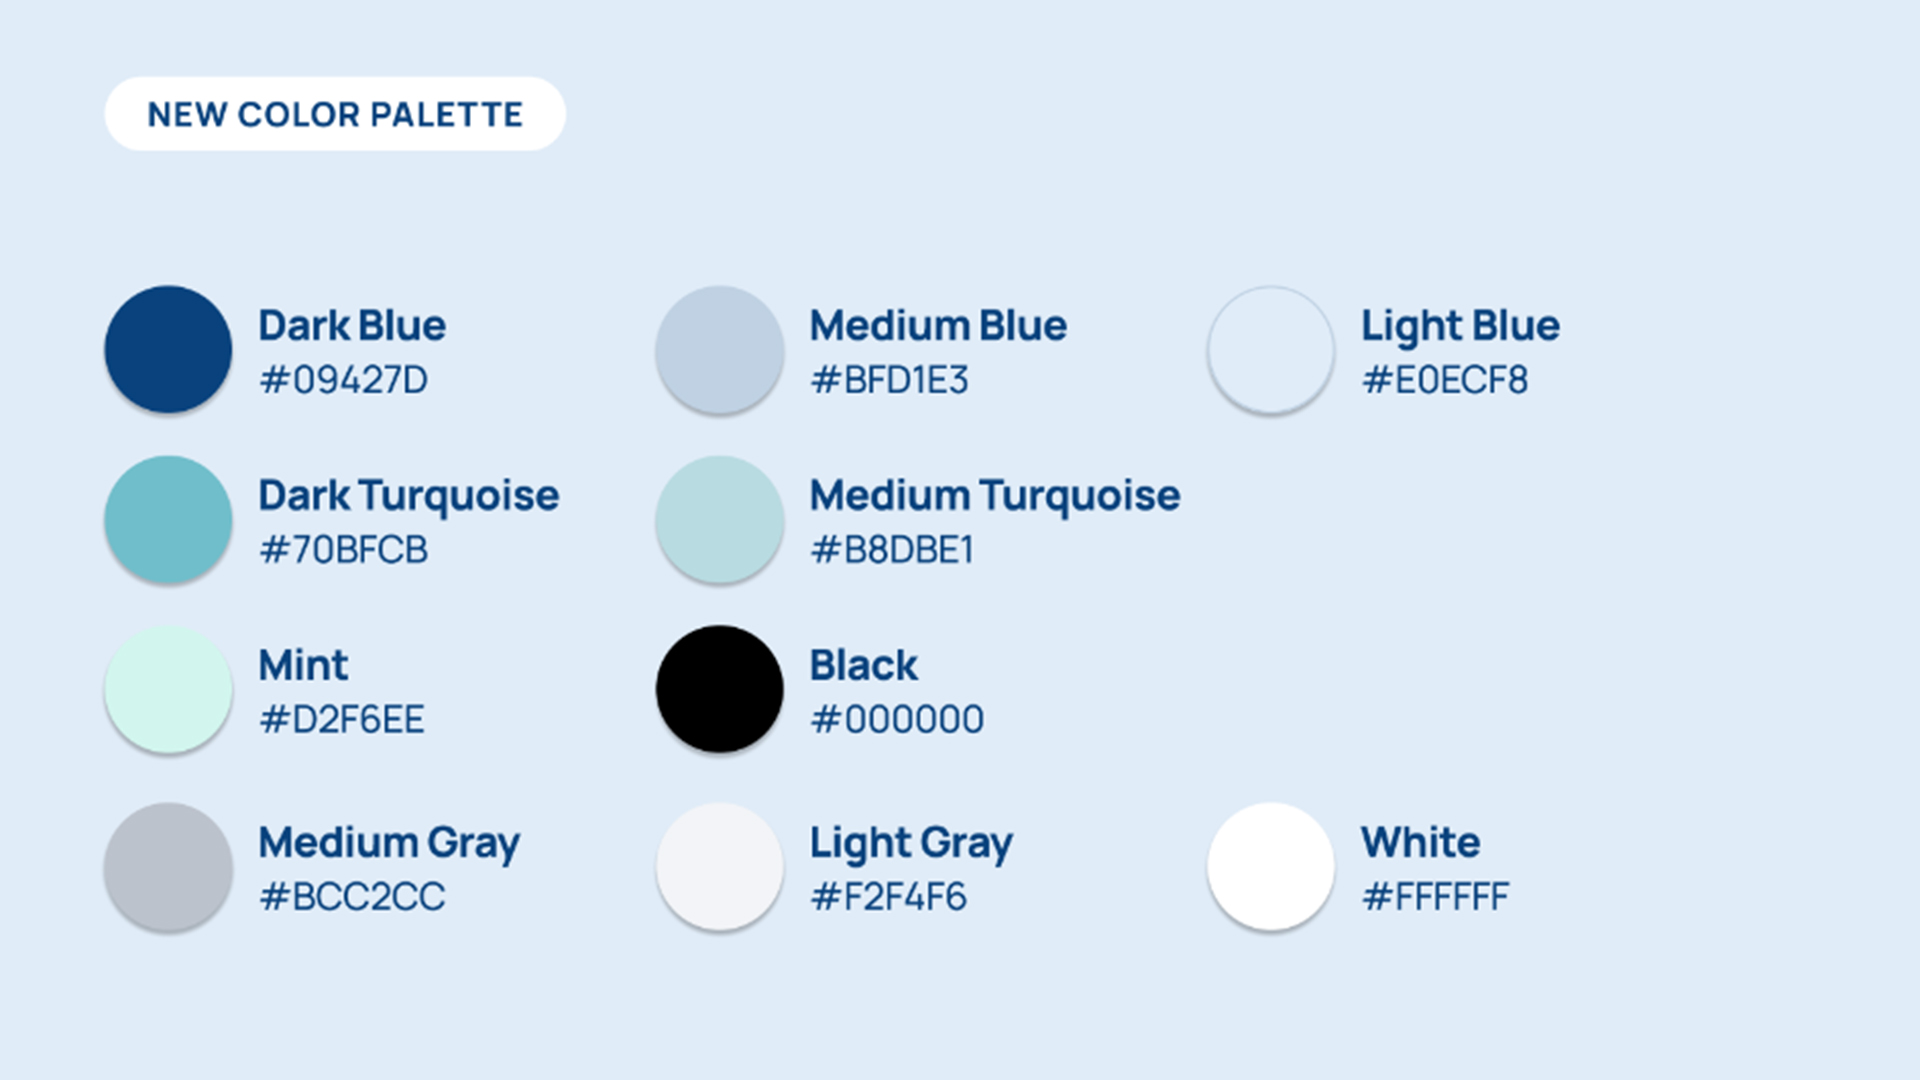 NEW COLOR PALETTE
Dark Blue
#09427D
Medium Blue
#BFD1E3
Light Blue
#E0ECF8
Dark Turquoise
#70BFCB
Medium Turquoise
#B8DBE1
Mint
#D2F6EE
Black
#000000
Medium Gray
#BCC2CC
Light Gray
#F2F4F6
White
#FFFFFF